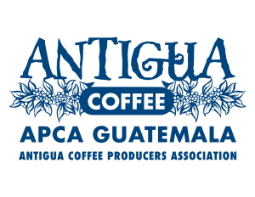 ANTIGUA
COFFEE
APCA GUATEMALA
ANTIGUA COFFEE PRODUCERS ASSOCIATION